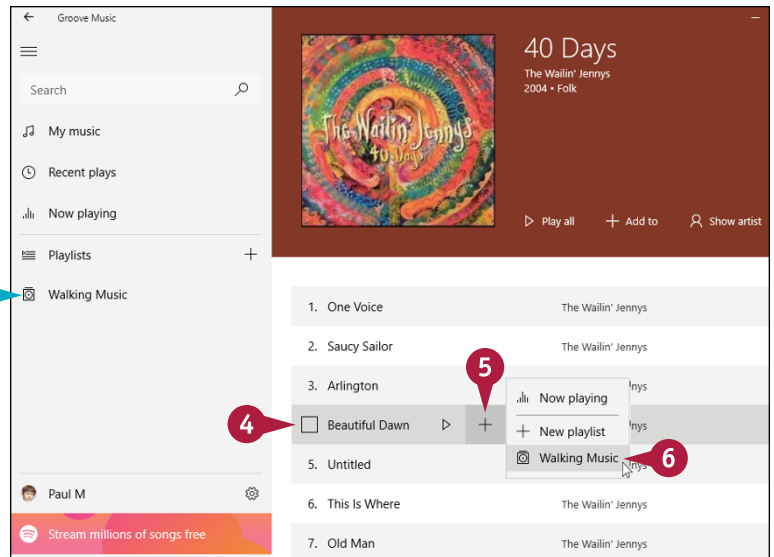 Groove Music
Search
My music
Recent plays
Now playing
Playlists
Walking Music
Paul M
Stream millions of songs free
The Wailin' Jennys
40 Days
40 Days
The Wailin' Jennys
2004 • Folk
Play all
Add to
Show artist
1. One Voice The Wailin' Jennys
2. Saucy Sailor The Wailin' Jennys
3. Arlington nys
4 Beautiful Dawn 5 nys
Now playing
New playlist
Walking Music 6
5. Untitled nys
6. This Is Where The Wailin' Jennys
7. Old Man The Wailin' Jennys